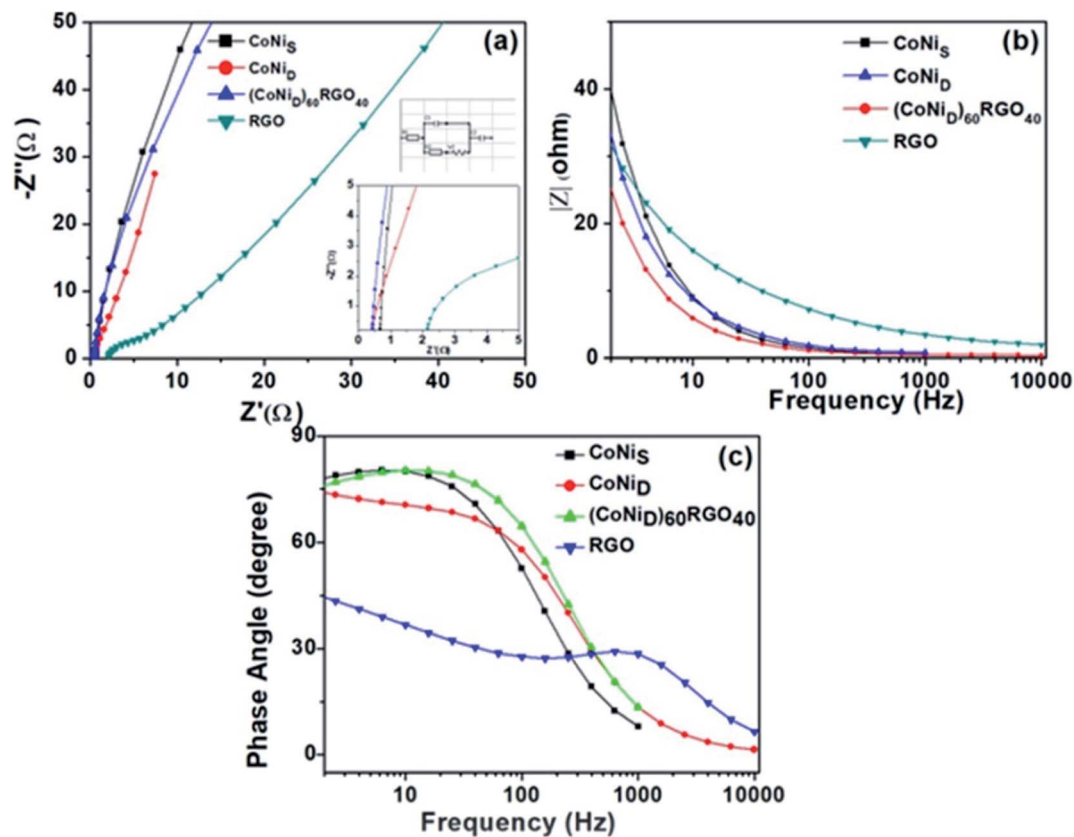 (a)
CoNiS
CoNiD
(CoNiD)60RGO40
RGO
-Z''(Ω)
50
40
30
20
10
0
0 10 20 30 40 50
Z'(Ω)
5
4
3
2
1
-Z''(Ω)
0 1 2 3 4 5
Z'(Ω)
(b)
CoNiS
CoNiD
(CoNiD)60RGO40
RGO
|Z| (ohm)
40
20
0
10 100 1000 10000
Frequency (Hz)
(c)
CoNiS
CoNiD
(CoNiD)60RGO40
RGO
Phase Angle (degree)
90
60
30
0
10 100 1000 10000
Frequency (Hz)